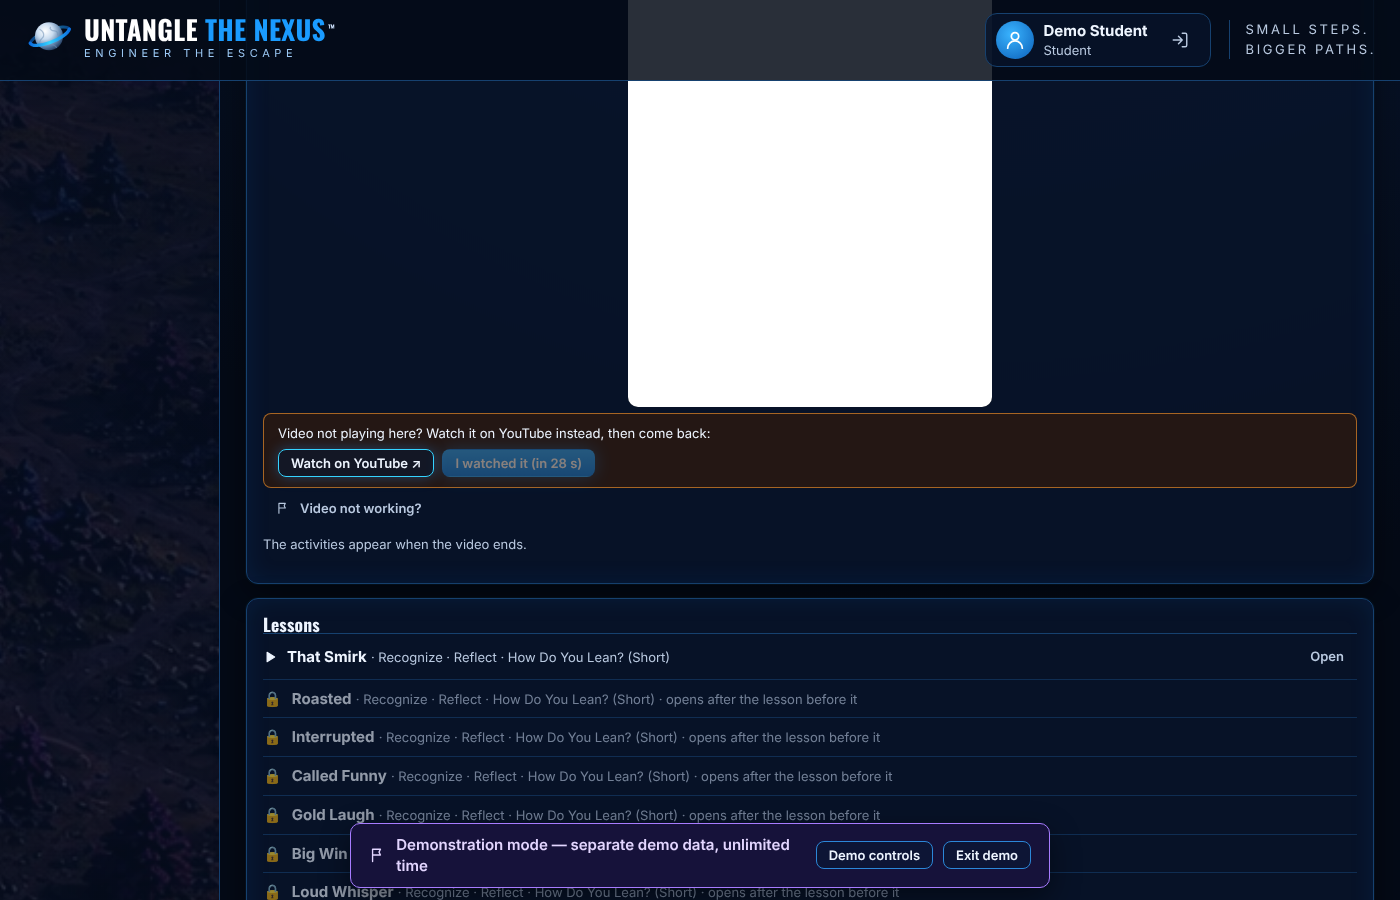 UNTANGLE THE NEXUS™
ENGINEER THE ESCAPE
Demo Student
Student
SMALL STEPS.
BIGGER PATHS.
Video not playing here? Watch it on YouTube instead, then come back:
Watch on YouTube ↗
I watched it (in 28 s)
Video not working?
The activities appear when the video ends.
Lessons
That Smirk · Recognize · Reflect · How Do You Lean? (Short)
Open
Roasted · Recognize · Reflect · How Do You Lean? (Short) · opens after the lesson before it
Interrupted · Recognize · Reflect · How Do You Lean? (Short) · opens after the lesson before it
Called Funny · Recognize · Reflect · How Do You Lean? (Short) · opens after the lesson before it
Gold Laugh · Recognize · Reflect · How Do You Lean? (Short) · opens after the lesson before it
Big Win
Demonstration mode — separate demo data, unlimited
time
Demo controls
Exit demo
Loud Whisper · Recognize · Reflect · How Do You Lean? (Short) · opens after the lesson before it